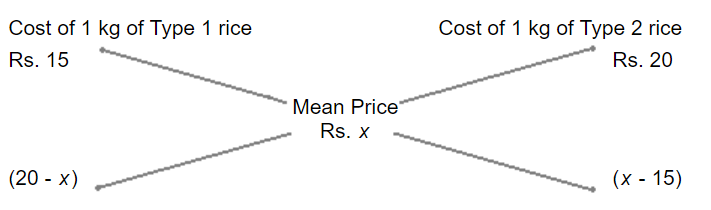 Cost of 1 kg of Type 1 rice
Rs. 15
Cost of 1 kg of Type 2 rice
Rs. 20
Mean Price
Rs. x
(20 - x)
(x - 15)